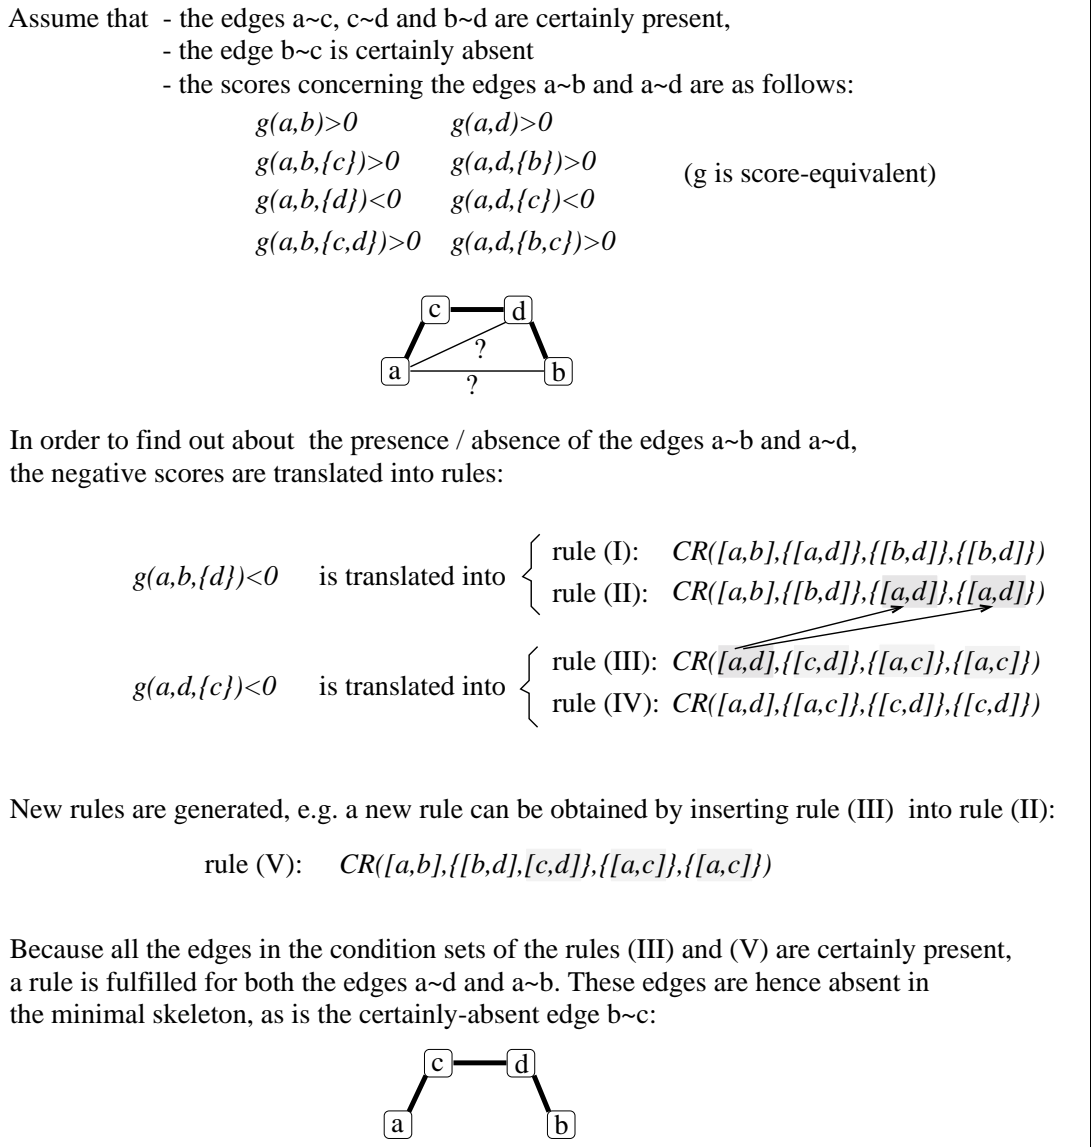 Assume that - the edges a~c, c~d and b~d are certainly present,
- the edge b~c is certainly absent
- the scores concerning the edges a~b and a~d are as follows:
g(a,b)>0 g(a,d)>0
g(a,b,{c})>0 g(a,d,{b})>0
(g is score-equivalent)
g(a,b,{d})<0 g(a,d,{c})<0
g(a,b,{c,d})>0 g(a,d,{b,c})>0
c d
?
a b
?
In order to find out about the presence / absence of the edges a~b and a~d,
the negative scores are translated into rules:
rule (I): CR([a,b],{[a,d]},{[b,d]},{[b,d]})
g(a,b,{d})<0 is translated into
rule (II): CR([a,b],{[b,d]},{[a,d]},{[a,d]})
rule (III): CR([a,d],{[c,d]},{[a,c]},{[a,c]})
g(a,d,{c})<0 is translated into
rule (IV): CR([a,d],{[a,c]},{[c,d]},{[c,d]})
New rules are generated, e.g. a new rule can be obtained by inserting rule (III) into rule (II):
rule (V): CR([a,b],{[b,d],[c,d]},{[a,c]},{[a,c]})
Because all the edges in the condition sets of the rules (III) and (V) are certainly present,
a rule is fulfilled for both the edges a~d and a~b. These edges are hence absent in
the minimal skeleton, as is the certainly-absent edge b~c:
c d
a b